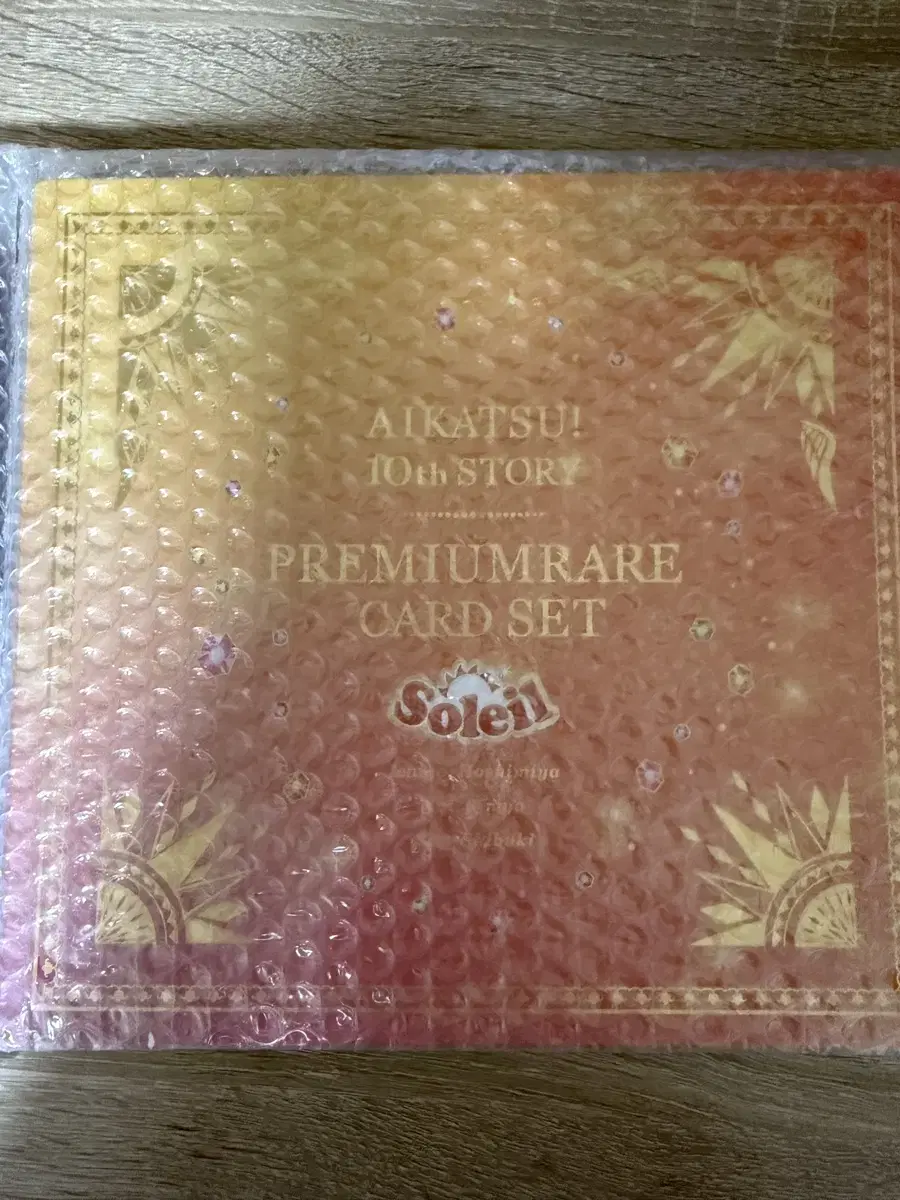 AIKATSU!
10th STORY
PREMIUMRARE
CARD SET
Soleil